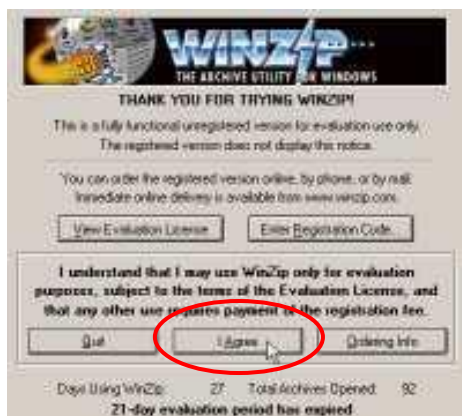 WINZIP
THE ARCHIVE UTILITY FOR WINDOWS
THANK YOU FOR TRYING WINZIP!
This is a fully functional unregistered version for evaluation use only.
The registered version does not display this notice.
You can order the registered version online, by phone, or by mail.
Immediate online delivery is available from www.winzip.com.
View Evaluation License
Enter Registration Code...
I understand that I may use WinZip only for evaluation
purposes, subject to the terms of the Evaluation License, and
that any other use requires payment of the registration fee.
Quit
I Agree
Ordering Info
Days Using WinZip: 27 Total Archives Opened: 92
21-day evaluation period has expired